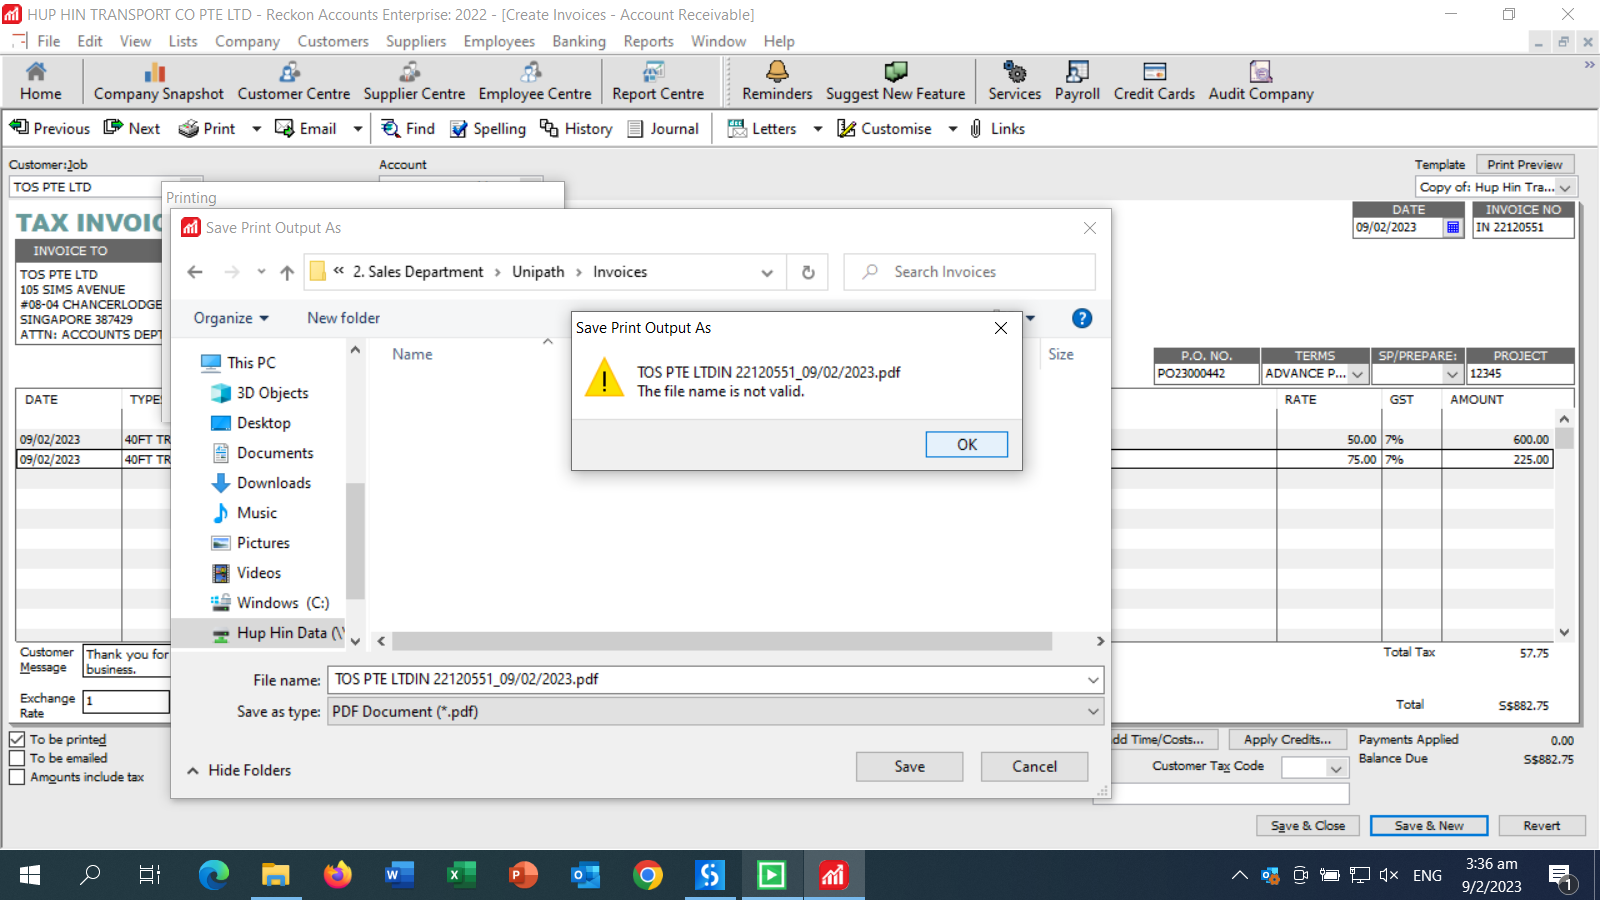 HUP HIN TRANSPORT CO PTE LTD - Reckon Accounts Enterprise: 2022 - [Create Invoices - Account Receivable]
File Edit View Lists Company Customers Suppliers Employees Banking Reports Window Help
Home Company Snapshot Customer Centre Supplier Centre Employee Centre Report Centre Reminders Suggest New Feature Services Payroll Credit Cards Audit Company
Previous Next Print Email Find Spelling History Journal Letters Customise Links
Customer:Job Account Template Print Preview
TOS PTE LTD Copy of: Hup Hin Tra...
Printing
TAX INVOIC
DATE INVOICE NO
09/02/2023 IN 22120551
INVOICE TO
TOS PTE LTD
105 SIMS AVENUE
#08-04 CHANCERLODGE
SINGAPORE 387429
ATTN: ACCOUNTS DEPT
P.O. NO. TERMS SP/PREPARE: PROJECT
PO23000442 ADVANCE P... 12345
DATE TYPE RATE GST AMOUNT
09/02/2023 40FT TR 50.00 7% 600.00
09/02/2023 40FT TR 75.00 7% 225.00
Save Print Output As
« 2. Sales Department › Unipath › Invoices
Search Invoices
Organize New folder
Name Size
This PC
3D Objects
Desktop
Documents
Downloads
Music
Pictures
Videos
Windows (C:)
Hup Hin Data (\\
Save Print Output As
TOS PTE LTDIN 22120551_09/02/2023.pdf
The file name is not valid.
OK
File name: TOS PTE LTDIN 22120551_09/02/2023.pdf
Save as type: PDF Document (*.pdf)
Hide Folders Save Cancel
Customer Message Thank you for business.
Exchange Rate 1
Total Tax 57.75
Total S$882.75
To be printed
To be emailed
Amounts include tax
dd Time/Costs... Apply Credits... Payments Applied 0.00
Customer Tax Code Balance Due S$882.75
Save & Close Save & New Revert
ENG 3:36 am
9/2/2023
1